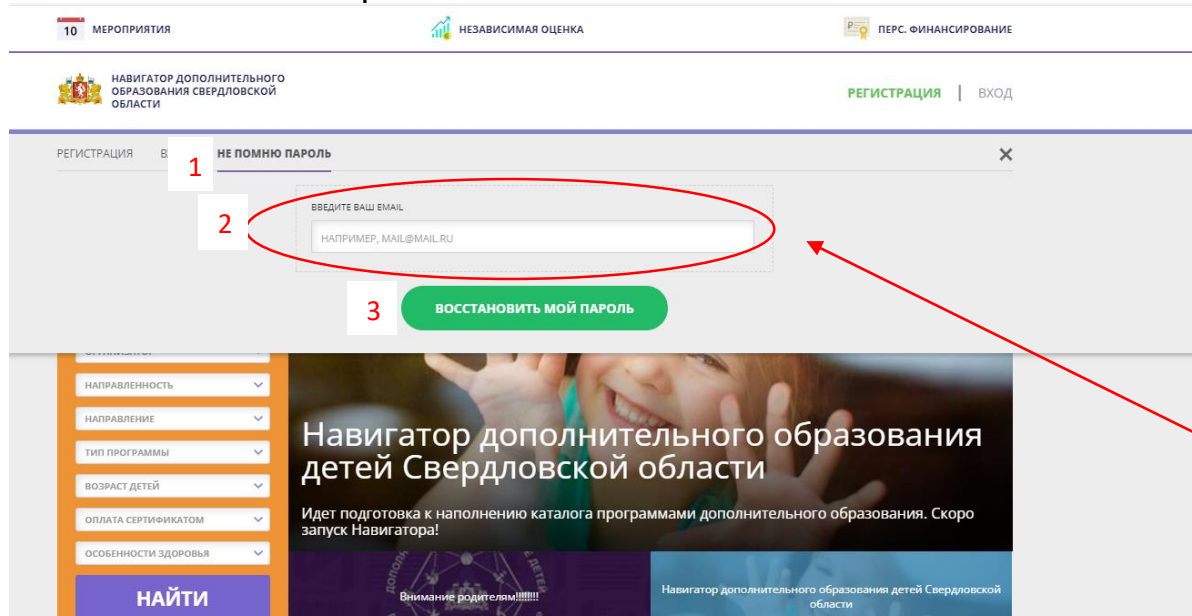 10 МЕРОПРИЯТИЯ
НЕЗАВИСИМАЯ ОЦЕНКА
ПЕРС. ФИНАНСИРОВАНИЕ
НАВИГАТОР ДОПОЛНИТЕЛЬНОГО
ОБРАЗОВАНИЯ СВЕРДЛОВСКОЙ
ОБЛАСТИ
РЕГИСТРАЦИЯ | ВХОД
РЕГИСТРАЦИЯ
1
НЕ ПОМНЮ ПАРОЛЬ
2
ВВЕДИТЕ ВАШ EMAIL
НАПРИМЕР, MAIL@MAIL.RU
3
ВОССТАНОВИТЬ МОЙ ПАРОЛЬ
НАПРАВЛЕННОСТЬ
НАПРАВЛЕНИЕ
ТИП ПРОГРАММЫ
ВОЗРАСТ ДЕТЕЙ
ОПЛАТА СЕРТИФИКАТОМ
ОСОБЕННОСТИ ЗДОРОВЬЯ
НАЙТИ
Навигатор дополнительного образования
детей Свердловской области
Идет подготовка к наполнению каталога программами дополнительного образования. Скоро
запуск Навигатора!
Внимание родителям!!!!!!!
Навигатор дополнительного образования детей Свердловской
области